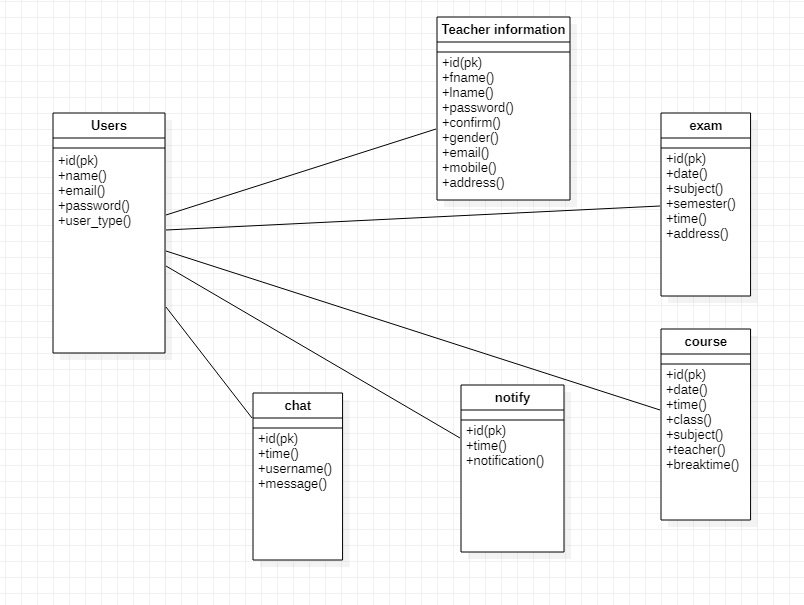 Teacher information
+id(pk)
+fname()
+lname()
+password()
+confirm()
+gender()
+email()
+mobile()
+address()
Users
+id(pk)
+name()
+email()
+password()
+user_type()
exam
+id(pk)
+date()
+subject()
+semester()
+time()
+address()
course
+id(pk)
+date()
+time()
+class()
+subject()
+teacher()
+breaktime()
chat
+id(pk)
+time()
+username()
+message()
notify
+id(pk)
+time()
+notification()